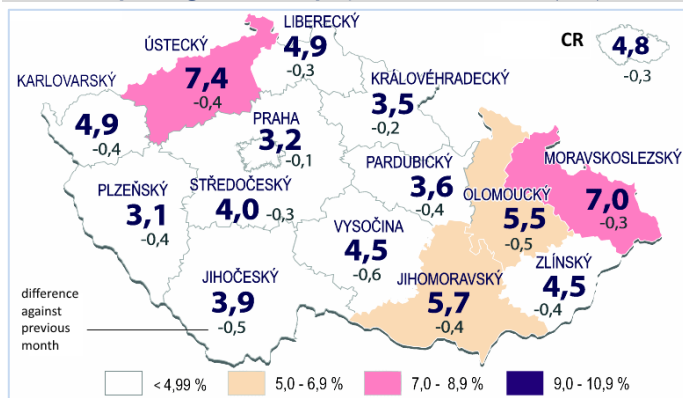 LIBERECKÝ
4,9
-0,3
ÚSTECKÝ
7,4
-0,4
CR
4,8
-0,3
KARLOVARSKÝ
4,9
-0,4
KRÁLOVÉHRADECKÝ
3,5
-0,2
PRAHA
3,2
-0,1
PARDUBICKÝ
3,6
-0,4
MORAVSKOSLEZSKÝ
7,0
-0,3
PLZEŇSKÝ
3,1
-0,4
STŘEDOČESKÝ
4,0 -0,3
OLOMOUCKÝ
5,5
-0,5
VYSOČINA
4,5
-0,6
ZLÍNSKÝ
4,5
-0,4
JIHOČESKÝ
3,9
-0,5
JIHOMORAVSKÝ
5,7
-0,4
difference
against
previous
month
< 4,99 % 5,0 - 6,9 % 7,0 - 8,9 % 9,0 - 10,9 %